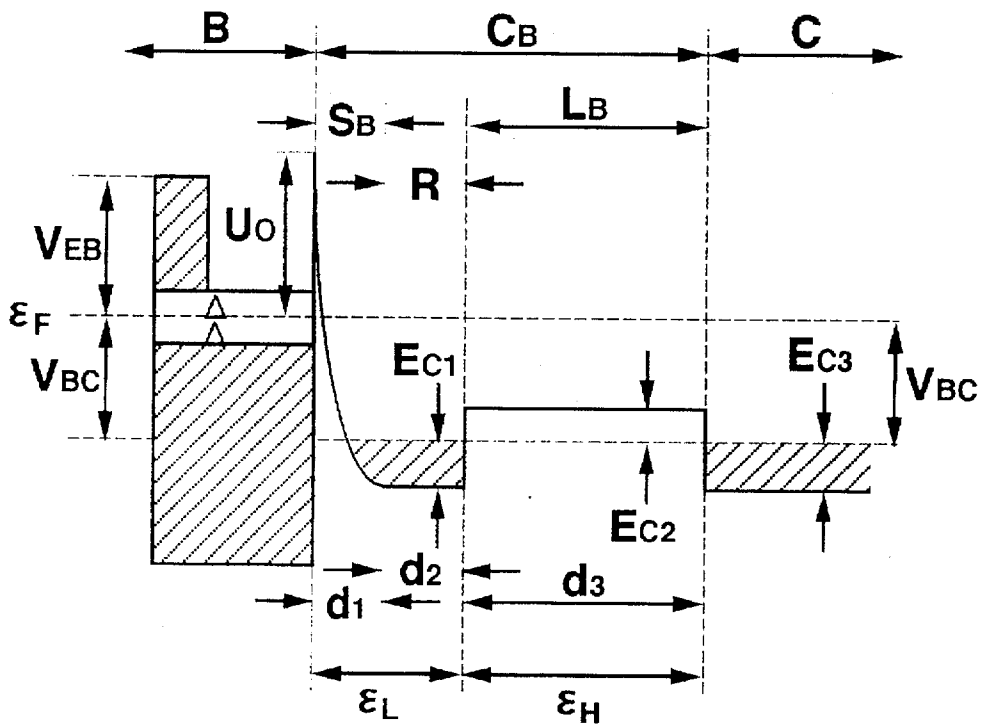 B CB C
SB LB
R
UO
VEB
εF
Δ
Δ
VBC
EC1 EC3
VBC
EC2
d2
d1 d3
εL εH